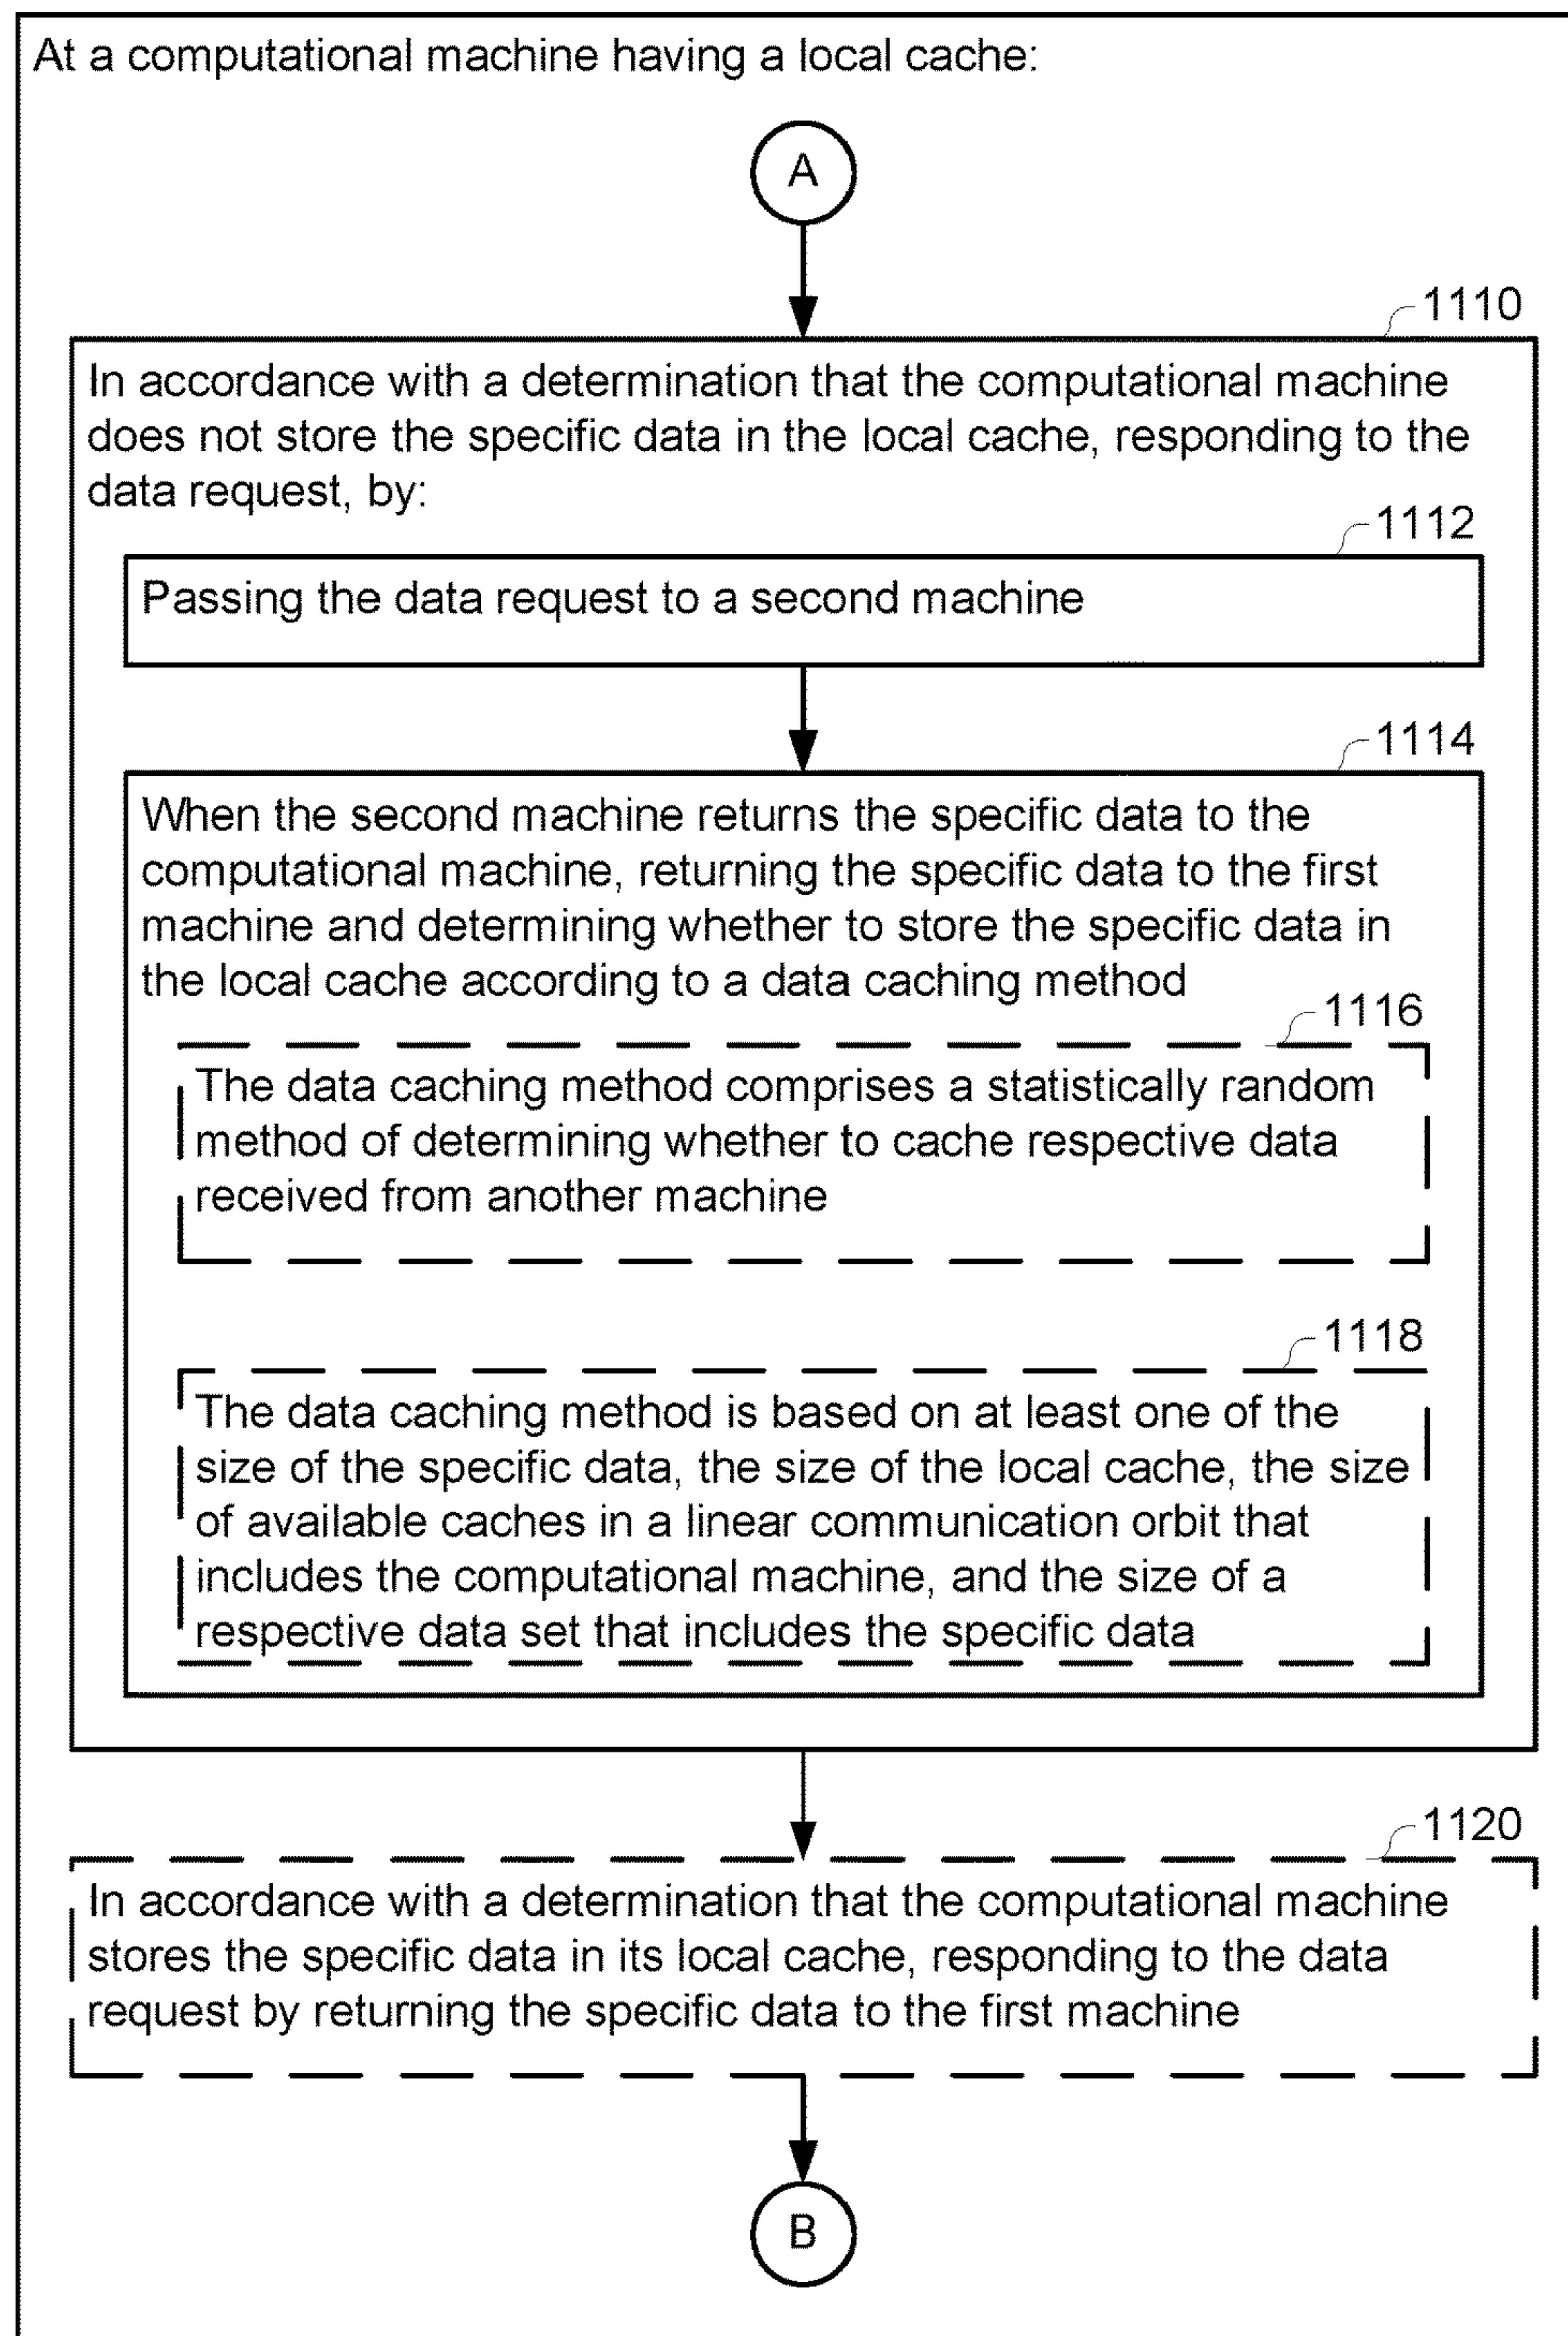 At a computational machine having a local cache:
A
1110
In accordance with a determination that the computational machine
does not store the specific data in the local cache, responding to the
data request, by:
1112
Passing the data request to a second machine
1114
When the second machine returns the specific data to the
computational machine, returning the specific data to the first
machine and determining whether to store the specific data in
the local cache according to a data caching method
1116
The data caching method comprises a statistically random
method of determining whether to cache respective data
received from another machine
1118
The data caching method is based on at least one of the
size of the specific data, the size of the local cache, the size
of available caches in a linear communication orbit that
includes the computational machine, and the size of a
respective data set that includes the specific data
1120
In accordance with a determination that the computational machine
stores the specific data in its local cache, responding to the data
request by returning the specific data to the first machine
B